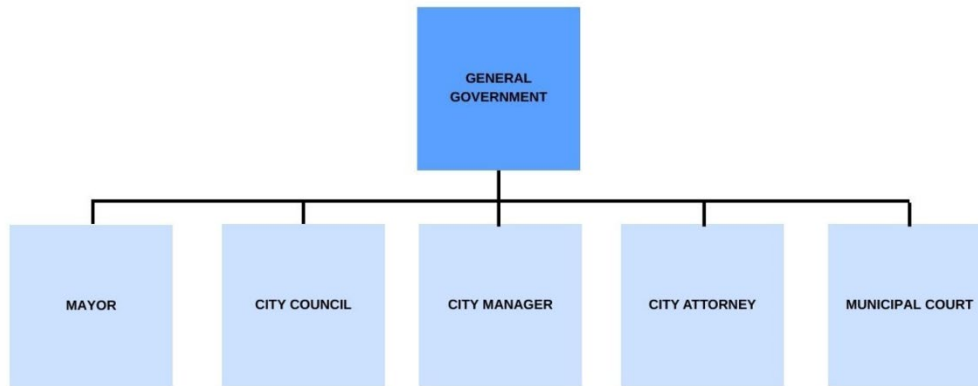 GENERAL
GOVERNMENT
MAYOR
CITY COUNCIL
CITY MANAGER
CITY ATTORNEY
MUNICIPAL COURT